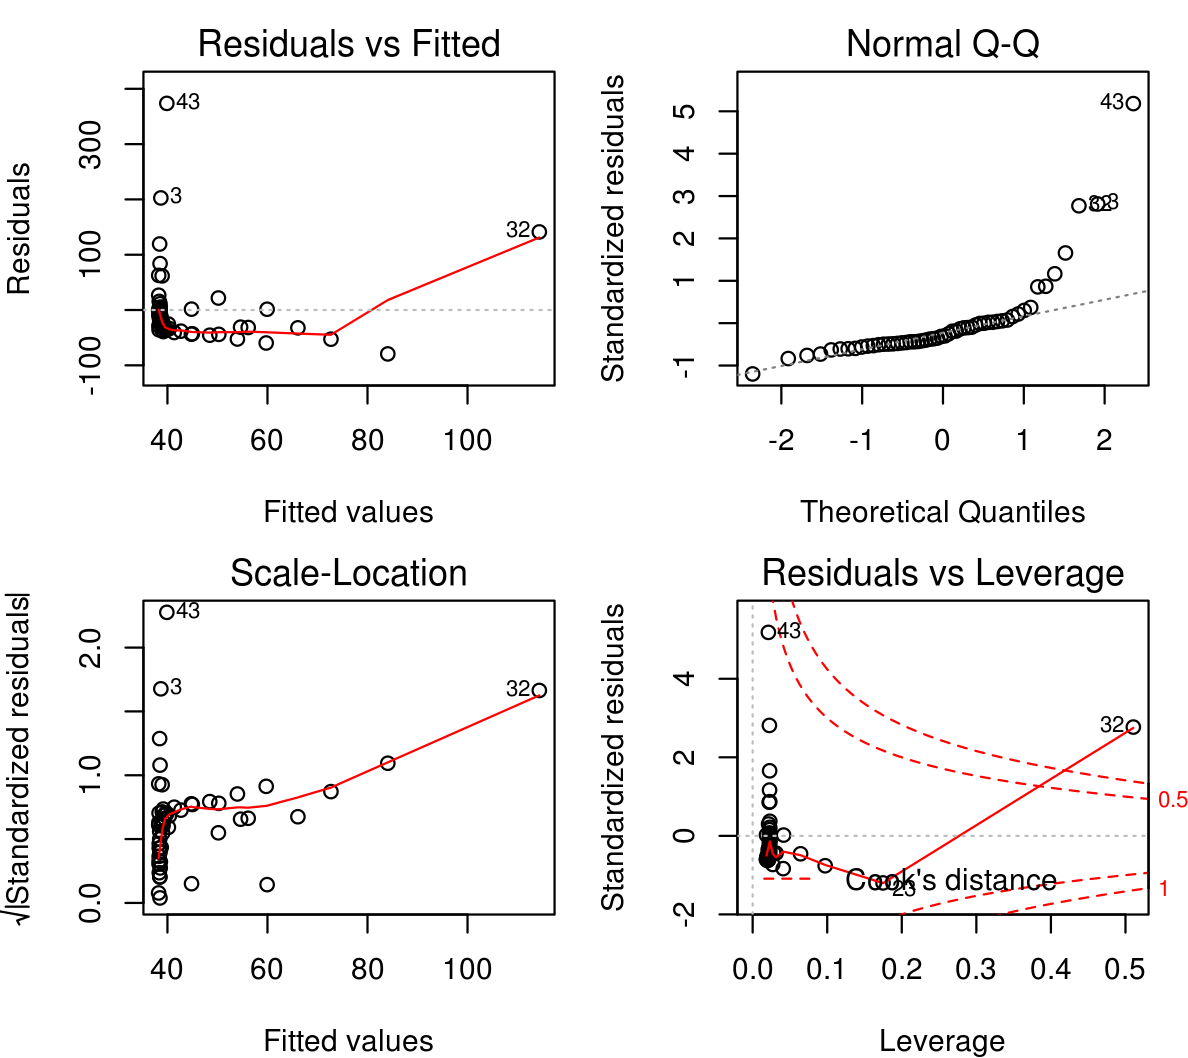 Residuals vs Fitted
Residuals
300
100
-100
43
3
32
40 60 80 100
Fitted values
Normal Q-Q
Standardized residuals
5
4
3
2
1
-1
43
3
-2 -1 0 1 2
Theoretical Quantiles
Scale-Location
√|Standardized residuals|
2.0
1.0
0.0
43
3
32
40 60 80 100
Fitted values
Residuals vs Leverage
Standardized residuals
4
2
0
-2
43
32
0.5
1
Cook's distance
23
0.0 0.1 0.2 0.3 0.4 0.5
Leverage